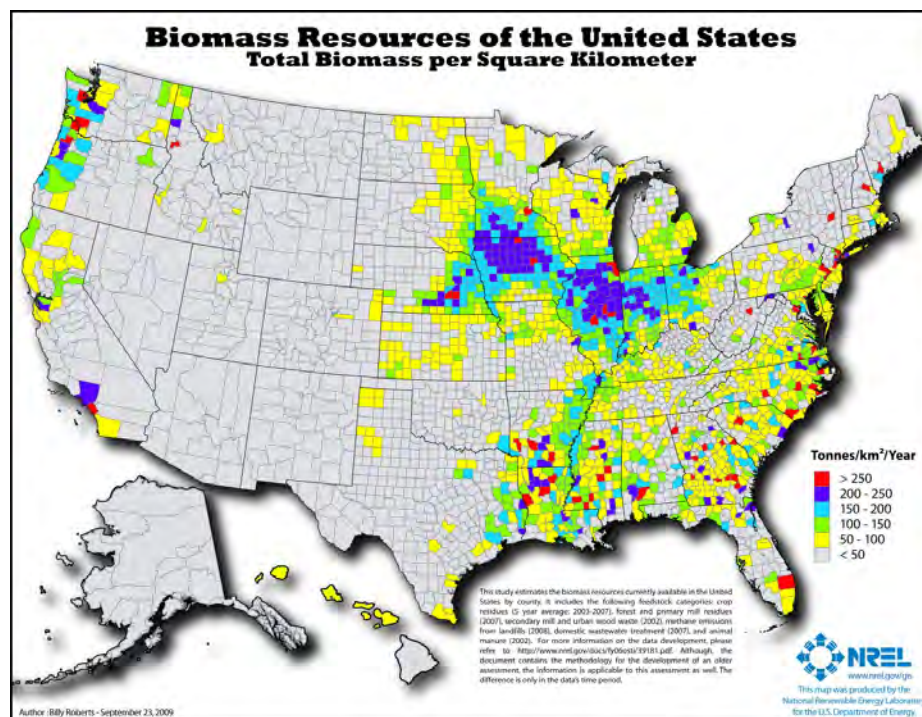 Biomass Resources of the United States
Total Biomass per Square Kilometer
Tonnes/km²/Year
> 250
200 - 250
150 - 200
100 - 150
50 - 100
< 50
This study estimates the biomass resources currently available in the United
States by county. It includes the following feedstock categories: crop
residues (5 year average: 2003-2007), forest and primary mill residues
(2007), secondary mill and urban wood waste (2002), methane emissions
from landfills (2008), domestic wastewater treatment (2007), and animal
manure (2002). For more information on the data development, please
refer to http://www.nrel.gov/docs/fy06osti/39181.pdf. Although, the
document contains the methodology for the development of an older
assessment, the information is applicable to this assessment as well. The
difference is only in the data's time period.
NREL
www.nrel.gov/gis
This map was produced by the
National Renewable Energy Laboratory
for the U.S. Department of Energy.
Author : Billy Roberts - September 23, 2009